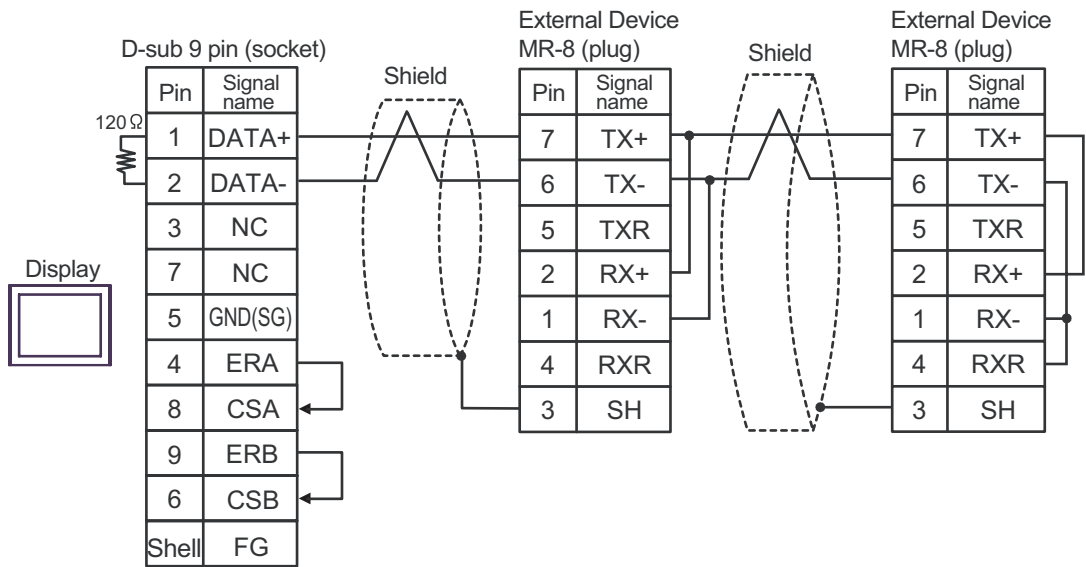 D-sub 9 pin (socket)
Pin Signal name
120Ω
1 DATA+
2 DATA-
3 NC
7 NC
5 GND(SG)
4 ERA
8 CSA
9 ERB
6 CSB
Shell FG
Display
Shield
External Device
MR-8 (plug)
Pin Signal name
7 TX+
6 TX-
5 TXR
2 RX+
1 RX-
4 RXR
3 SH
Shield
External Device
MR-8 (plug)
Pin Signal name
7 TX+
6 TX-
5 TXR
2 RX+
1 RX-
4 RXR
3 SH